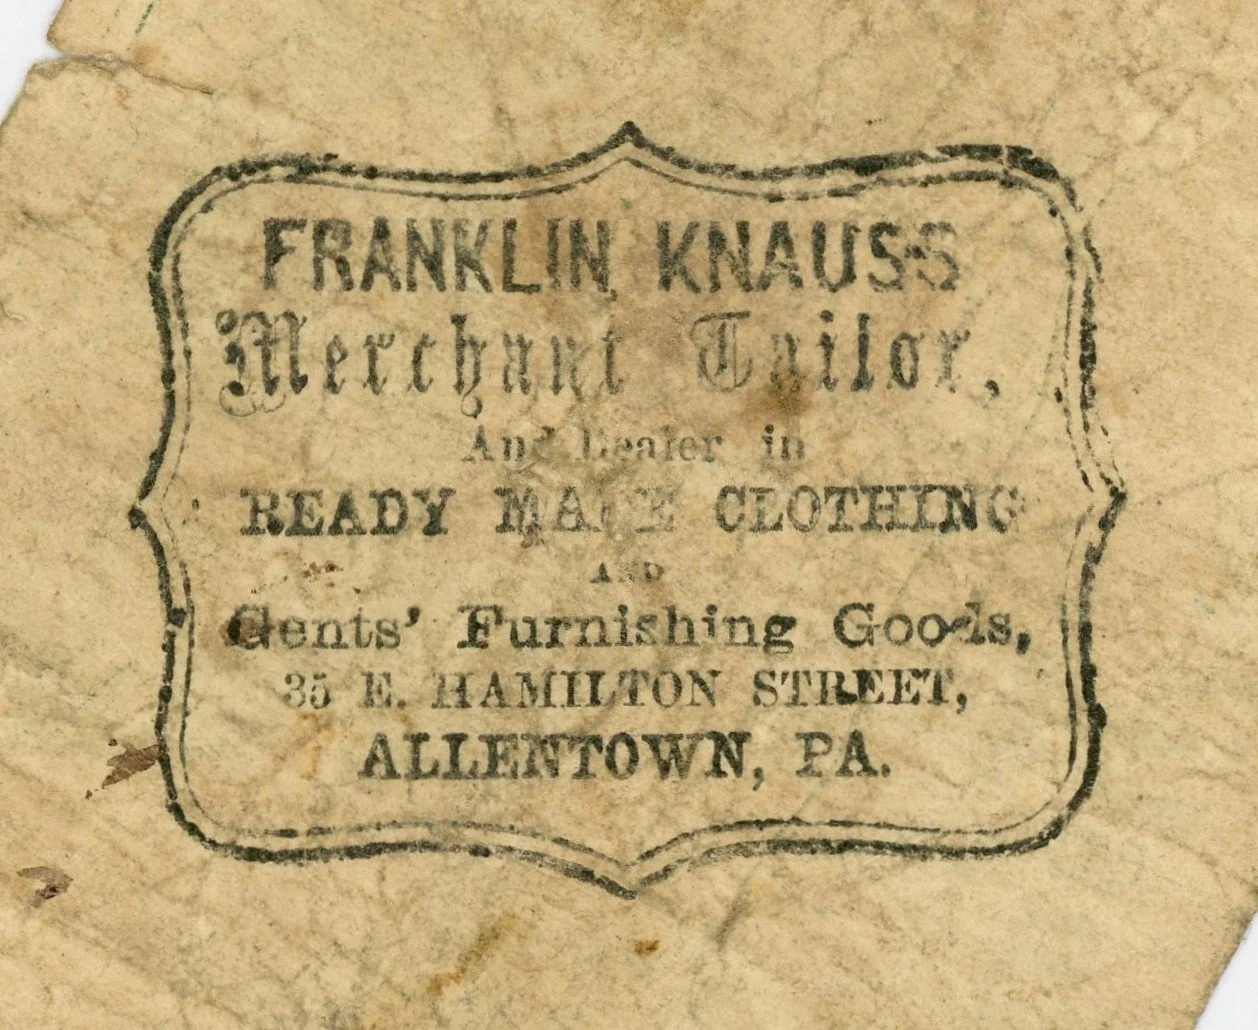 FRANKLIN KNAUSS
Merchant Tailor,
And Dealer in
READY MADE CLOTHING
AND
Gents' Furnishing Goods,
35 E. HAMILTON STREET,
ALLENTOWN, PA.